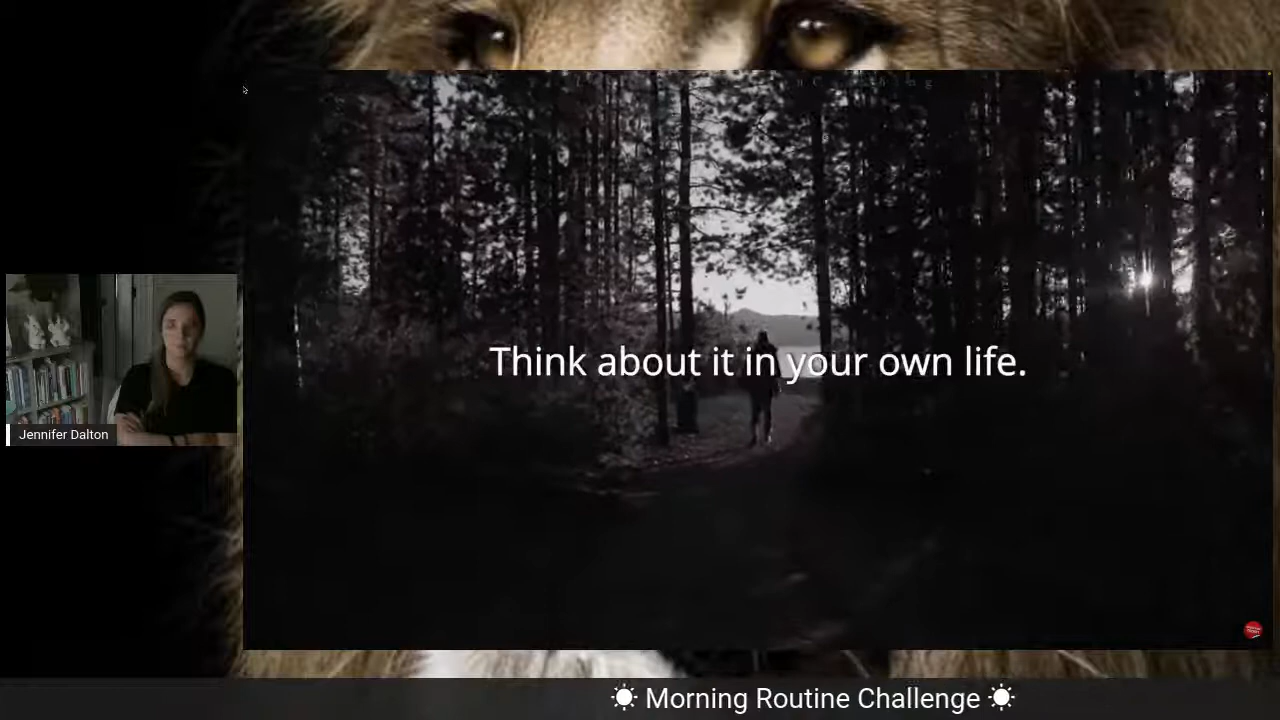 Think about it in your own life.
Jennifer Dalton
☀ Morning Routine Challenge ☀